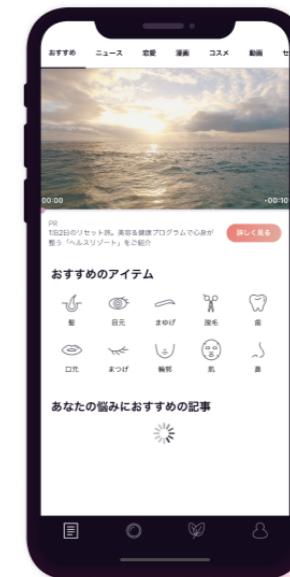 おすすめ ニュース 恋愛 漫画 コスメ 動画 セ
00:00 -00:10
PR
1泊2日のリセット旅。美容&健康プログラムで心身が
整う「ヘルスリゾート」をご紹介
詳しく見る
おすすめのアイテム
髪 目元 まゆげ 脱毛 歯
口元 まつげ 輪郭 肌 鼻
あなたの悩みにおすすめの記事